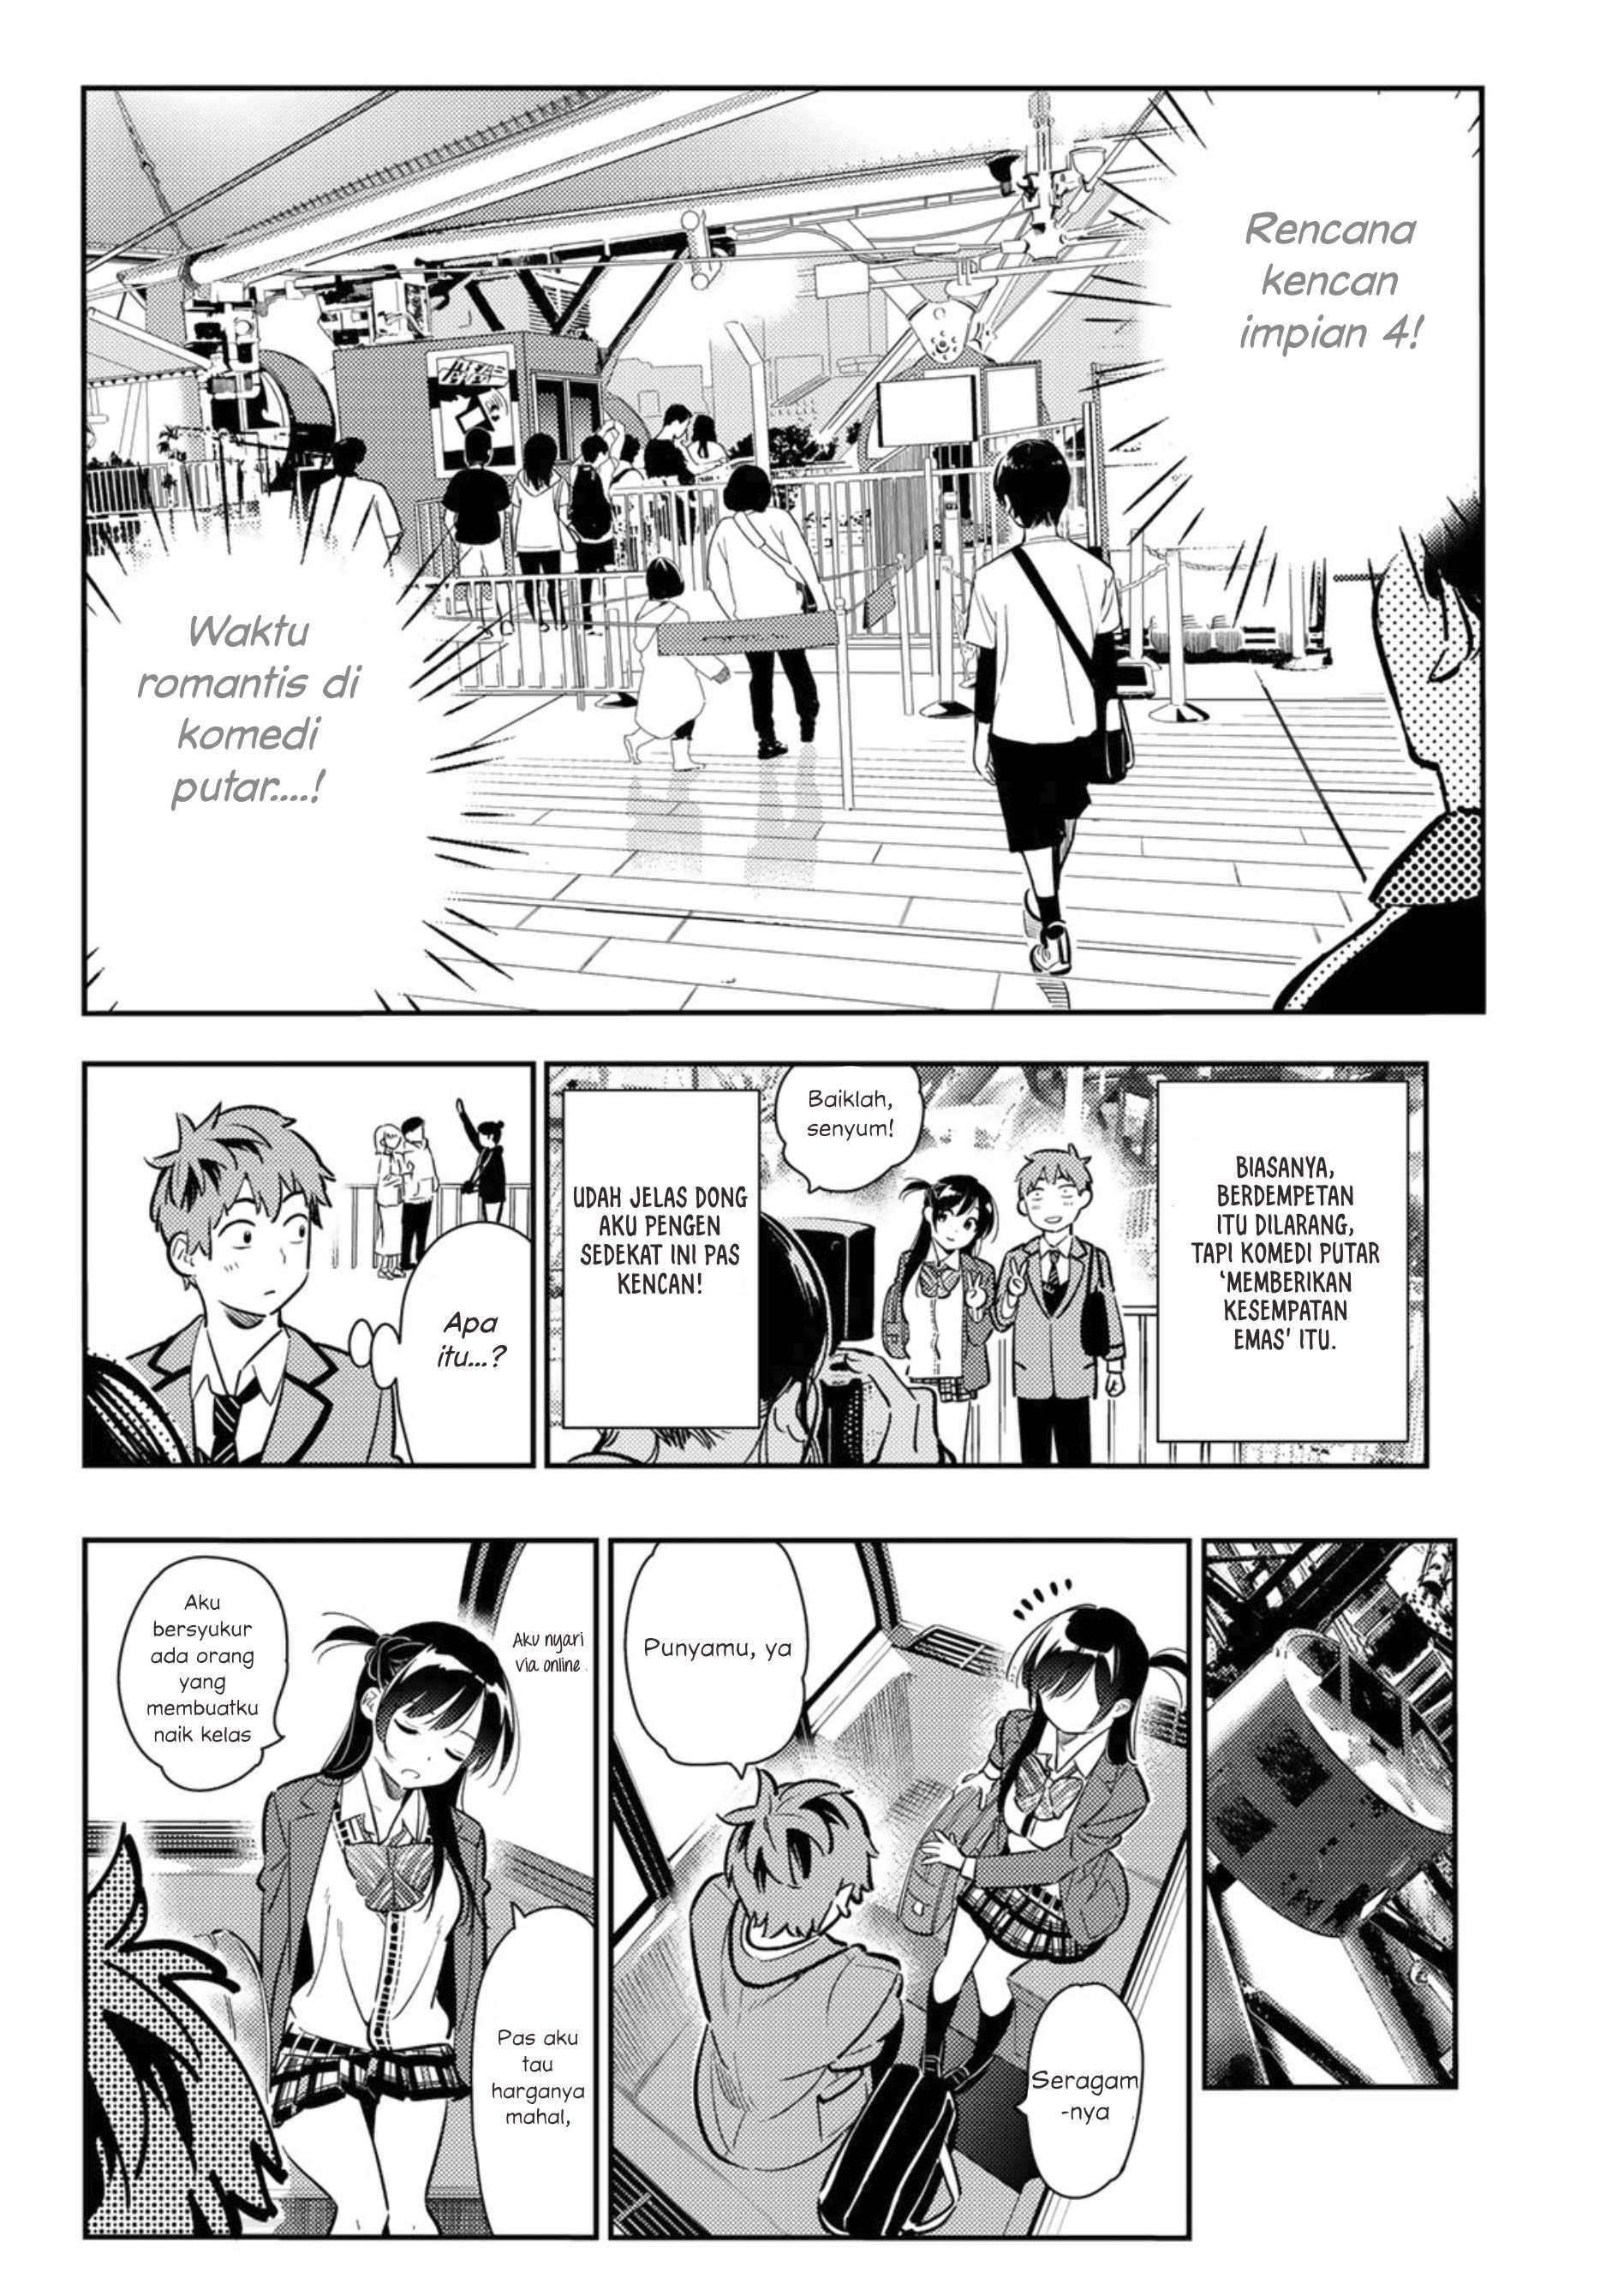 Rencana
kencan
impian 4!
Waktu
romantis di
komedi
putar....!
BIASANYA,
BERDEMPETAN
ITU DILARANG,
TAPI KOMEDI PUTAR
‘MEMBERIKAN
KESEMPATAN
EMAS’ ITU.
Baiklah,
senyum!
UDAH JELAS DONG
AKU PENGEN
SEDEKAT INI PAS
KENCAN!
Apa
itu...?
Seragam
-nya
Punyamu, ya
Aku nyari
via online
Pas aku
tau
harganya
mahal,
Aku
bersyukur
ada orang
yang
membuatku
naik kelas